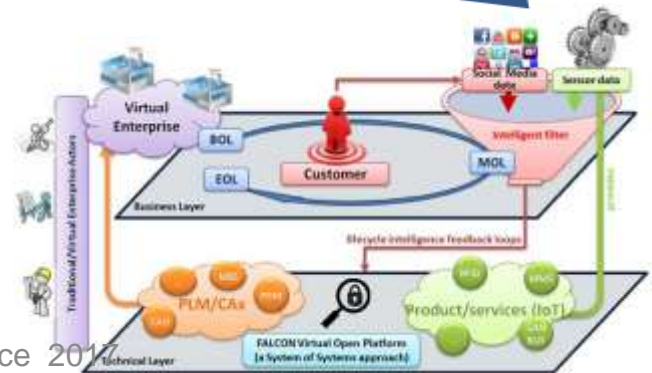 Social Media
data
Sensor data
Virtual
Enterprise
Intelligent filter
BOL
MOL
EOL
Customer
Business Layer
Traditional/Virtual Enterprise Actors
lifecycle intelligence feedback loops
PLM/CAx
Product/services (IoT)
FALCON Virtual Open Platform
(a System of Systems approach)
ce 2017
Technical Layer